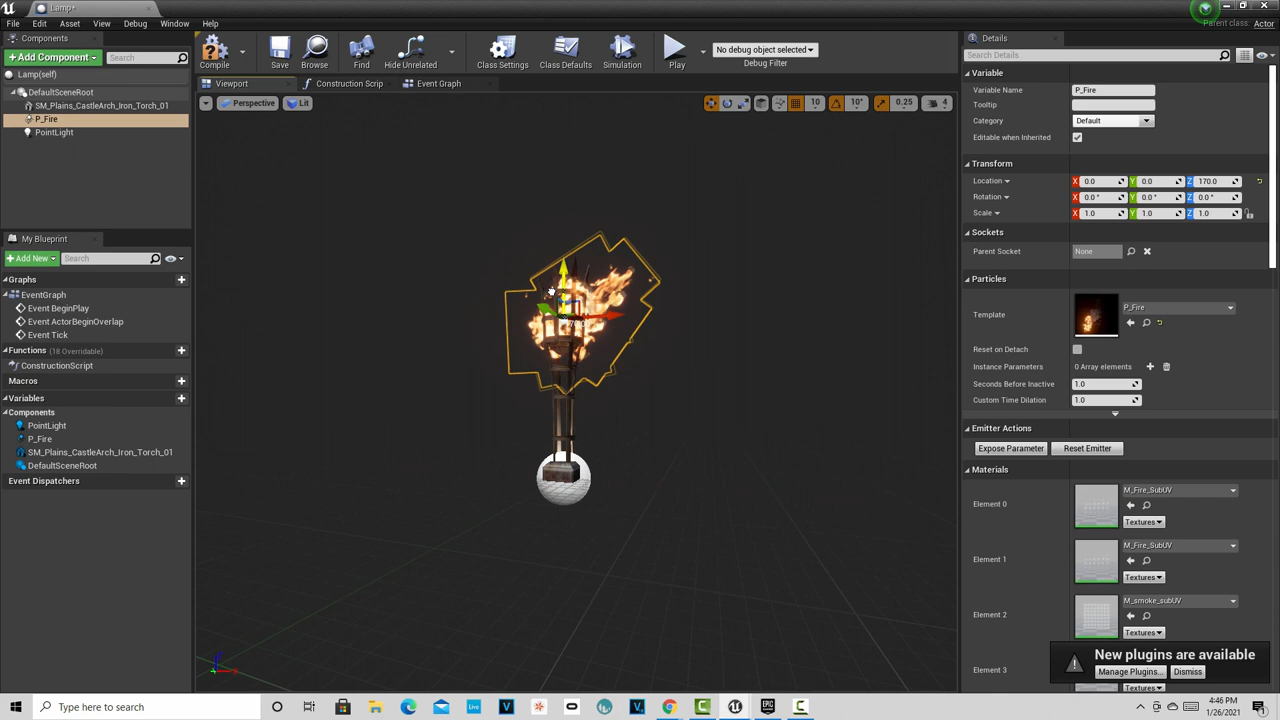 Lamp*
File Edit Asset View Debug Window Help
Parent class: Actor
Components
+Add Component
Search
Lamp(self)
DefaultSceneRoot
SM_Plains_CastleArch_Iron_Torch_01
P_Fire
PointLight
My Blueprint
+Add New
Search
Graphs
EventGraph
Event BeginPlay
Event ActorBeginOverlap
Event Tick
Functions (18 Overridable)
ConstructionScript
Macros
Variables
Components
PointLight
P_Fire
SM_Plains_CastleArch_Iron_Torch_01
DefaultSceneRoot
Event Dispatchers
Compile
Save
Browse
Find
Hide Unrelated
Class Settings
Class Defaults
Simulation
Play
No debug object selected
Debug Filter
Viewport
Construction Scrip
Event Graph
Perspective
Lit
10
10°
0.25
4
Details
Search Details
Variable
Variable Name P_Fire
Tooltip
Category Default
Editable when Inherited
Transform
Location X 0.0 Y 0.0 Z 170.0
Rotation X 0.0 ° Y 0.0 ° Z 0.0 °
Scale X 1.0 Y 1.0 Z 1.0
Sockets
Parent Socket None
Particles
Template P_Fire
Reset on Detach
Instance Parameters 0 Array elements
Seconds Before Inactive 1.0
Custom Time Dilation 1.0
Emitter Actions
Expose Parameter Reset Emitter
Materials
Element 0 M_Fire_SubUV
Textures
Element 1 M_Fire_SubUV
Textures
Element 2 M_smoke_subUV
Textures
Element 3
Textures
New plugins are available
Manage Plugins... Dismiss
Type here to search
4:46 PM
1/26/2021